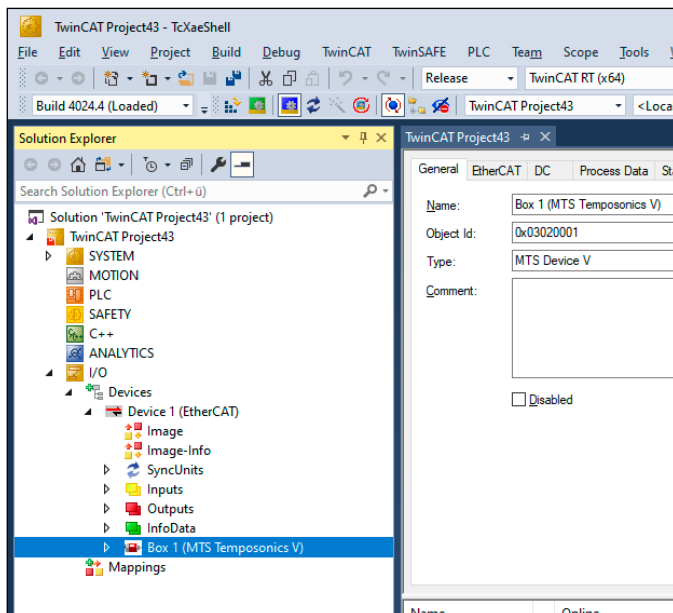 TwinCAT Project43 - TcXaeShell
File Edit View Project Build Debug TwinCAT TwinSAFE PLC Team Scope Tools
Release TwinCAT RT (x64)
Build 4024.4 (Loaded) TwinCAT Project43 <Loca
Solution Explorer
Search Solution Explorer (Ctrl+ü)
Solution 'TwinCAT Project43' (1 project)
TwinCAT Project43
SYSTEM
MOTION
PLC
SAFETY
C++
ANALYTICS
I/O
Devices
Device 1 (EtherCAT)
Image
Image-Info
SyncUnits
Inputs
Outputs
InfoData
Box 1 (MTS Temposonics V)
Mappings
TwinCAT Project43
General EtherCAT DC Process Data St
Name: Box 1 (MTS Temposonics V)
Object Id: 0x03020001
Type: MTS Device V
Comment:
Disabled
Name Online